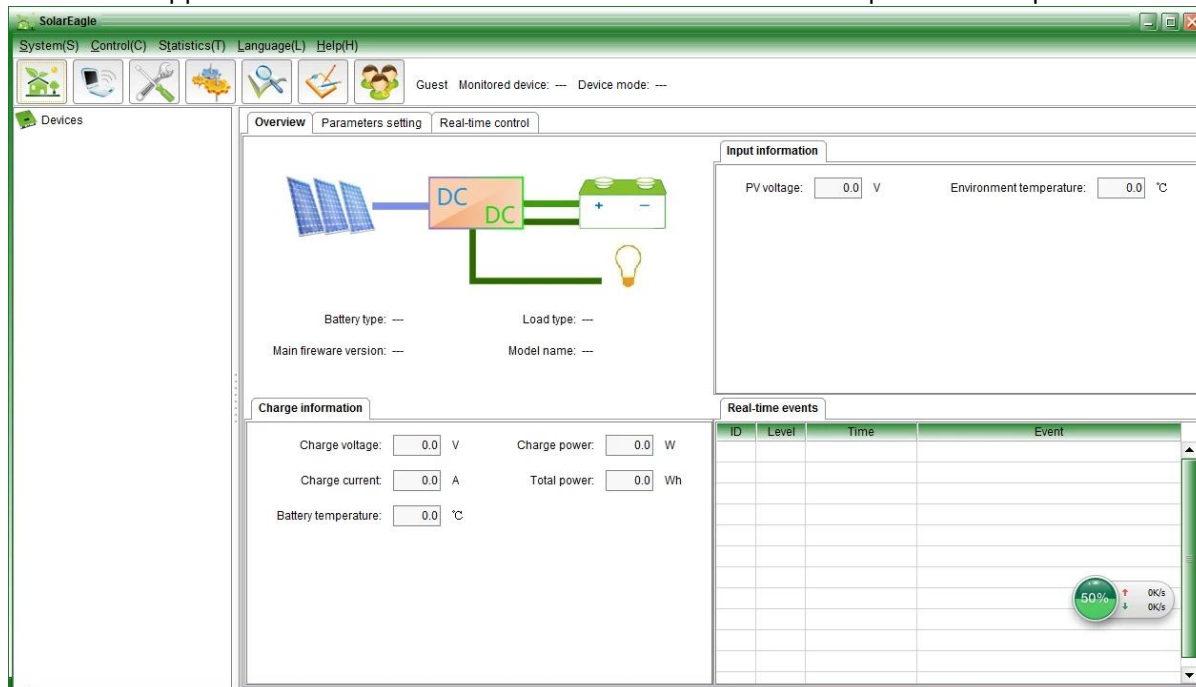 SolarEagle
System(S) Control(C) Statistics(T) Language(L) Help(H)
Guest Monitored device: --- Device mode: ---
Devices
Overview Parameters setting Real-time control
DC
DC
+ −
Battery type: --- Load type: ---
Main fireware version: --- Model name: ---
Input information
PV voltage: 0.0 V Environment temperature: 0.0 ℃
Charge information
Charge voltage: 0.0 V Charge power: 0.0 W
Charge current: 0.0 A Total power: 0.0 Wh
Battery temperature: 0.0 ℃
Real-time events
ID Level Time Event
50% ↑ 0K/s
↓ 0K/s